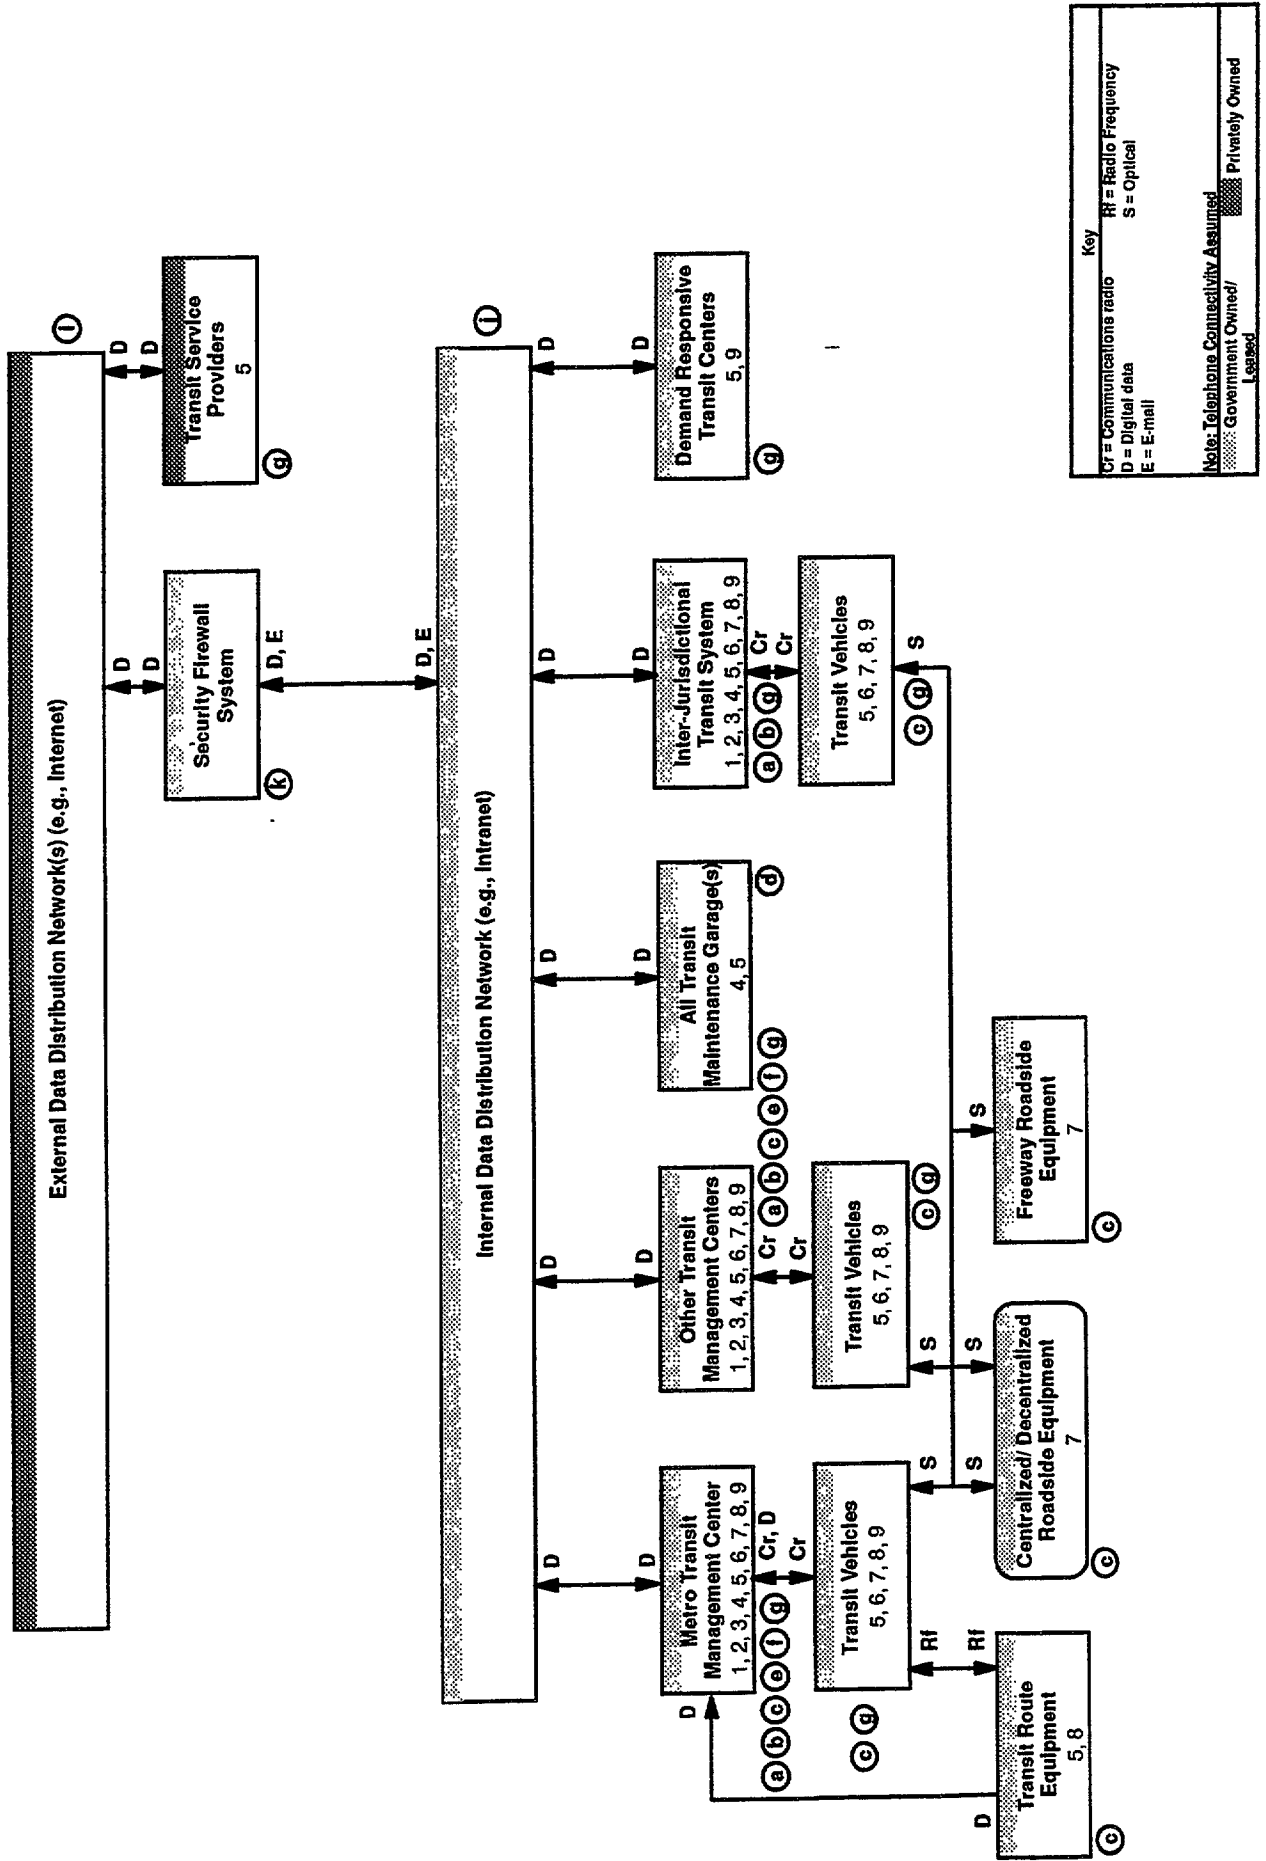 External Data Distribution Network(s) (e.g., Internet)
D
D
D
D
Security Firewall
System
Transit Service
Providers
5
k
D, E
g
D, E
Internal Data Distribution Network (e.g., Intranet)
D
D
D
D
D
D
D
D
D
D
Metro Transit
Management Center
1, 2, 3, 4, 5, 6, 7, 8, 9
Other Transit
Management Centers
1, 2, 3, 4, 5, 6, 7, 8, 9
All Transit
Maintenance Garage(s)
4, 5
Inter-Jurisdictional
Transit System
1, 2, 3, 4, 5, 6, 7, 8, 9
Demand Responsive
Transit Centers
5, 9
D
a b c e f g
Cr, D
Cr
Cr
a b c e f g
Cr
d
a b g
Cr
Cr
g
Transit Vehicles
5, 6, 7, 8, 9
Transit Vehicles
5, 6, 7, 8, 9
Transit Vehicles
5, 6, 7, 8, 9
c g
Rf
S
S
c g
c g
S
D
Rf
S
S
S
Transit Route
Equipment
5, 8
Centralized/ Decentralized
Roadside Equipment
7
Freeway Roadside
Equipment
7
c
c
c
Key
Cr = Communications radio
Rf = Radio Frequency
D = Digital data
S = Optical
E = E-mail
Note: Telephone Connectivity Assumed
Government Owned/
Leased
Privately Owned